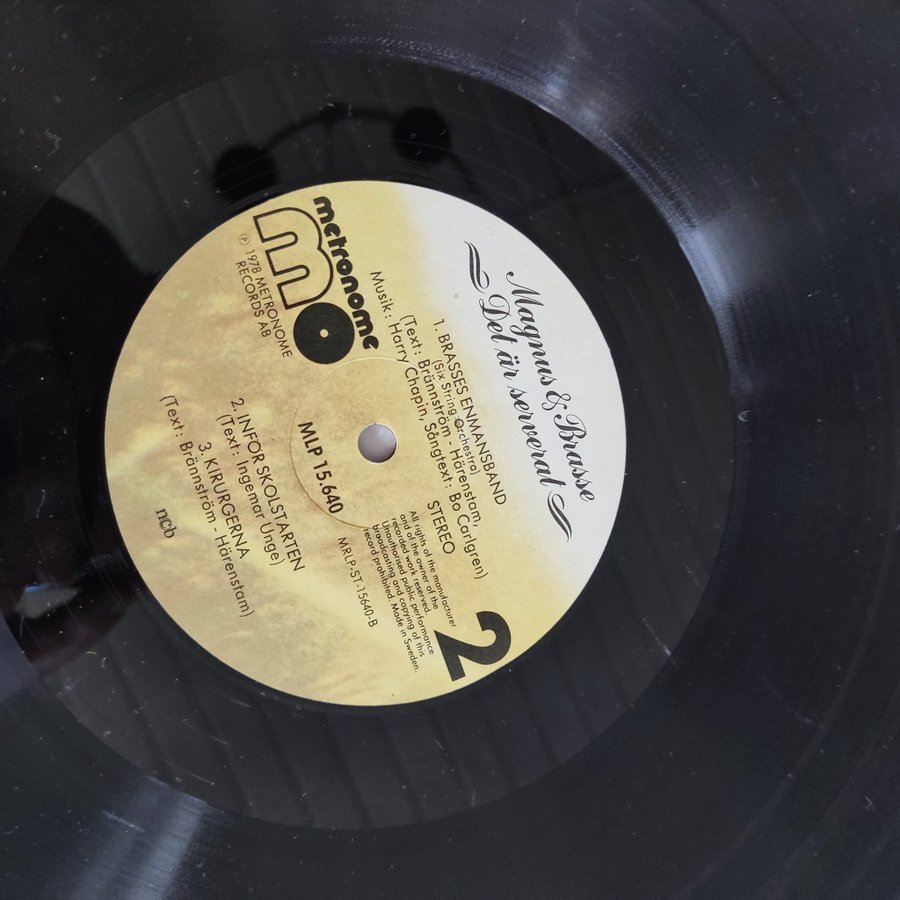 Magnus & Brasse
Det är serverat
metronome
℗ 1978 METRONOME
RECORDS AB
1. BRASSES ENMANSBAND
(Six String Orchestra)
(Text: Brännström - Härenstam,
Musik: Harry Chapin, Sångtext: Bo Carlgren)
STEREO
2
MLP 15.640
MRLP-ST-15640-B
All rights of the manufacturer
and of the owner of the
recorded work reserved.
Unauthorised public performance
broadcasting and copying of this
record prohibited. Made in Sweden.
2. INFÖR SKOLSTARTEN
(Text: Ingemar Unge)
3. KIRURGERNA
(Text: Brännström - Härenstam)
ncb